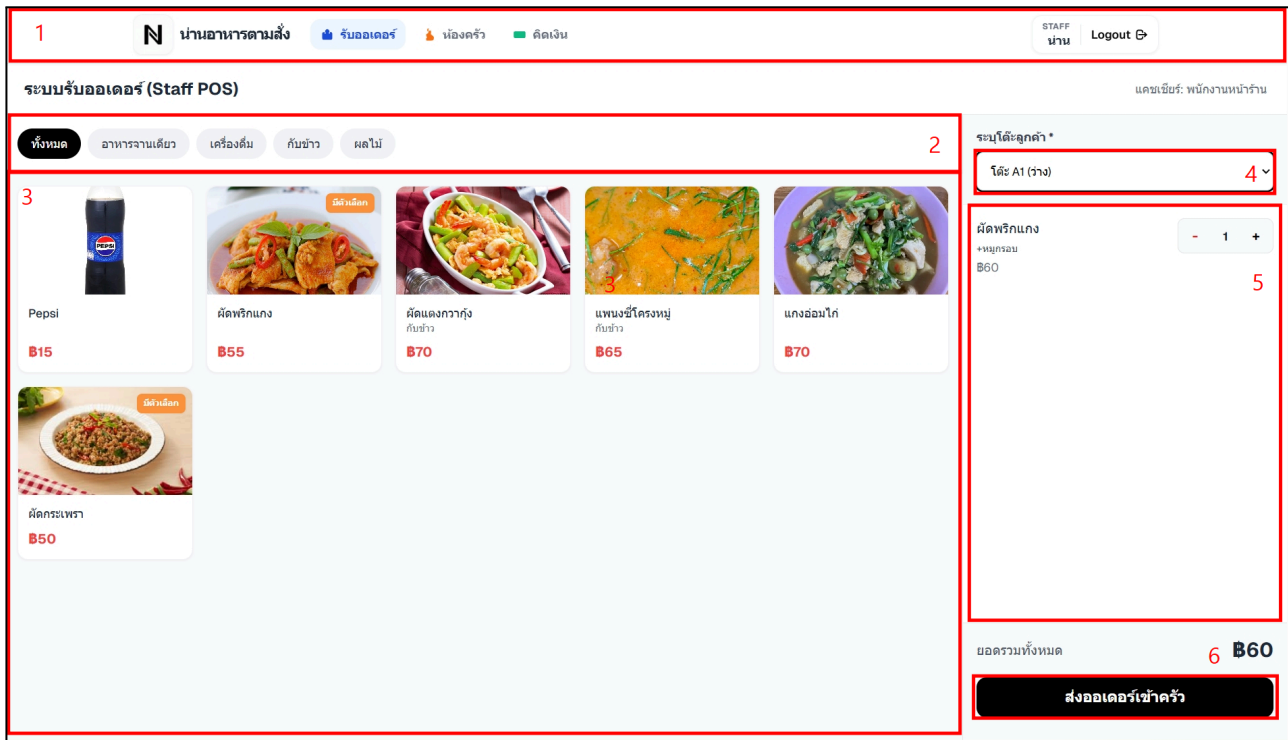 1
N น่านอาหารตามสั่ง รับออเดอร์ ห้องครัว คิดเงิน
STAFF
น่าน
Logout
ระบบรับออเดอร์ (Staff POS)
แคชเชียร์: พนักงานหน้าร้าน
ทั้งหมด อาหารจานเดียว เครื่องดื่ม กับข้าว ผลไม้
2
ระบุโต๊ะลูกค้า *
โต๊ะ A1 (ว่าง)
4
3
PEPSI
Pepsi
฿15
มีตัวเลือก
ผัดพริกแกง
฿55
ผัดแตงกวากุ้ง
กับข้าว
฿70
3
แพนงซี่โครงหมู่
กับข้าว
฿65
แกงอ่อมไก่
฿70
มีตัวเลือก
ผัดกระเพรา
฿50
ผัดพริกแกง
+หมูกรอบ
฿60
- 1 +
5
ยอดรวมทั้งหมด
6
฿60
ส่งออเดอร์เข้าครัว